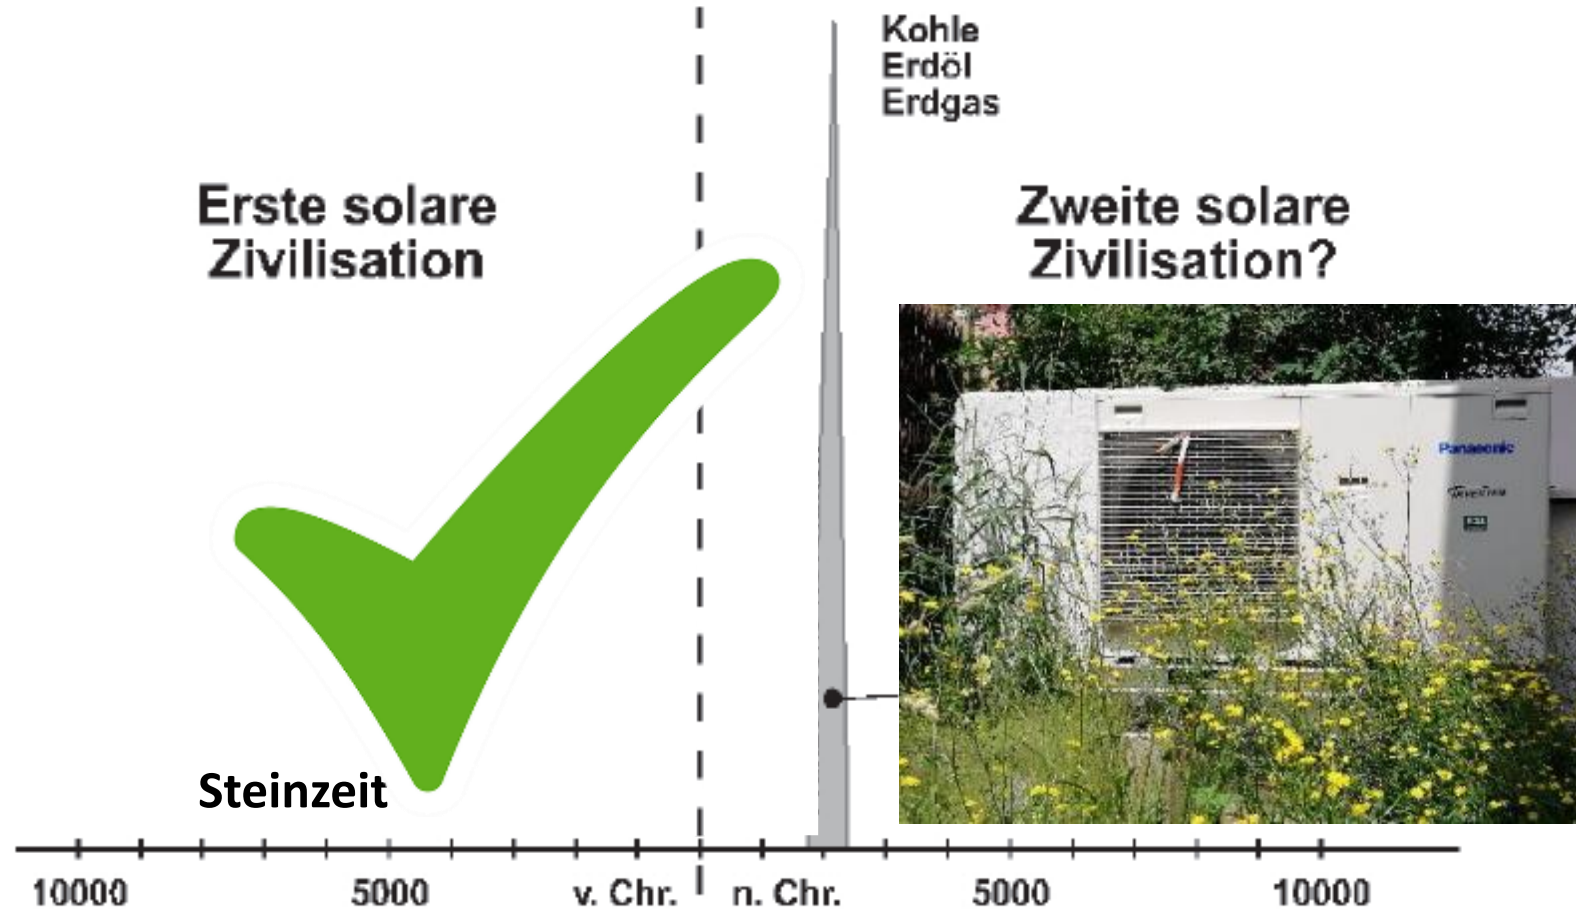 Kohle
Erdöl
Erdgas
Erste solare
Zivilisation
Zweite solare
Zivilisation?
Panasonic
Steinzeit
10000
5000
v. Chr.
n. Chr.
5000
10000